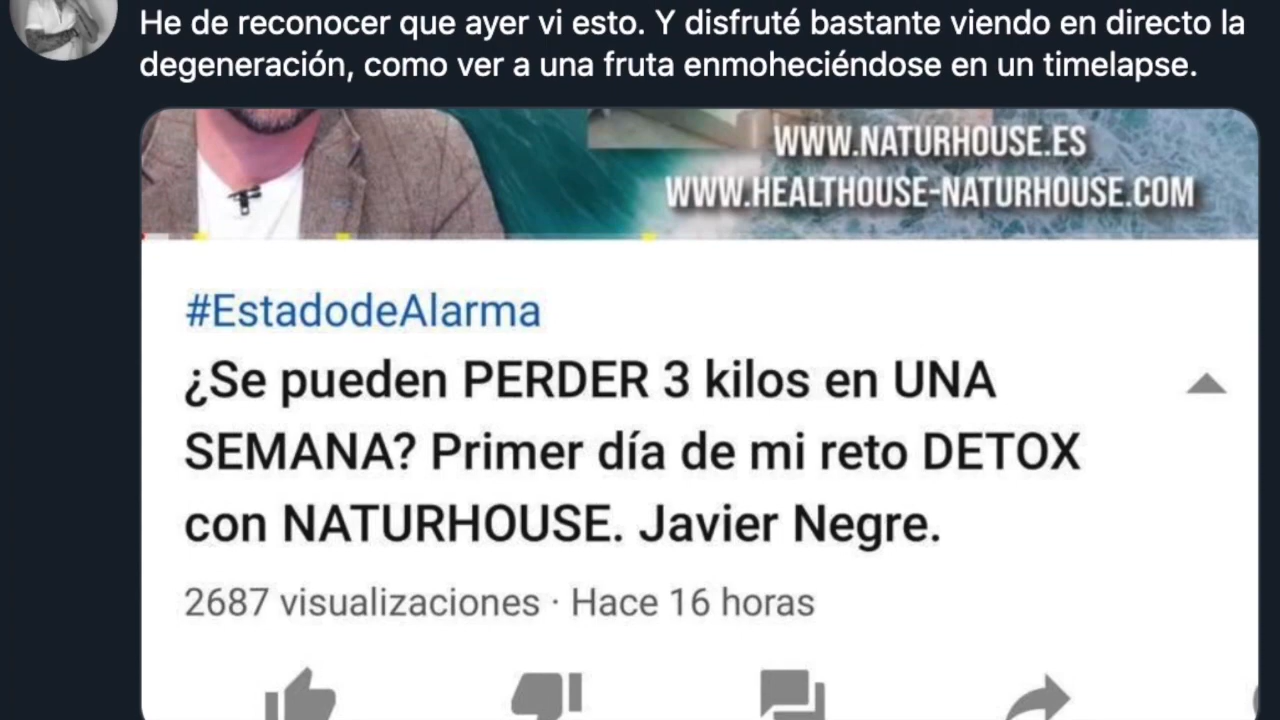 He de reconocer que ayer vi esto. Y disfruté bastante viendo en directo la
degeneración, como ver a una fruta enmoheciéndose en un timelapse.
WWW.NATURHOUSE.ES
WWW.HEALTHOUSE-NATURHOUSE.COM
#EstadodeAlarma
¿Se pueden PERDER 3 kilos en UNA
SEMANA? Primer día de mi reto DETOX
con NATURHOUSE. Javier Negre.
2687 visualizaciones · Hace 16 horas